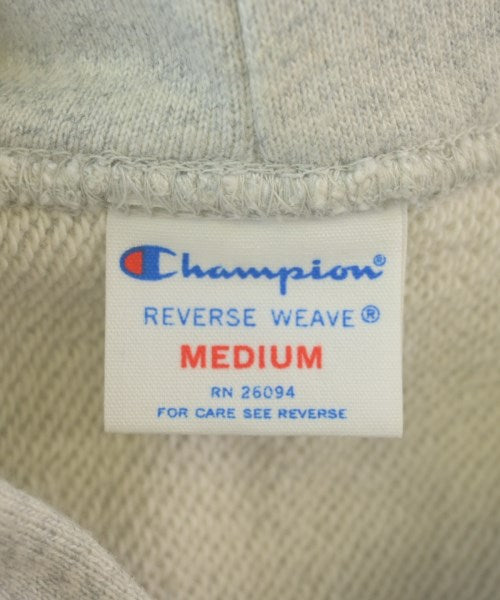 Champion®
REVERSE WEAVE®
MEDIUM
RN 26094
FOR CARE SEE REVERSE